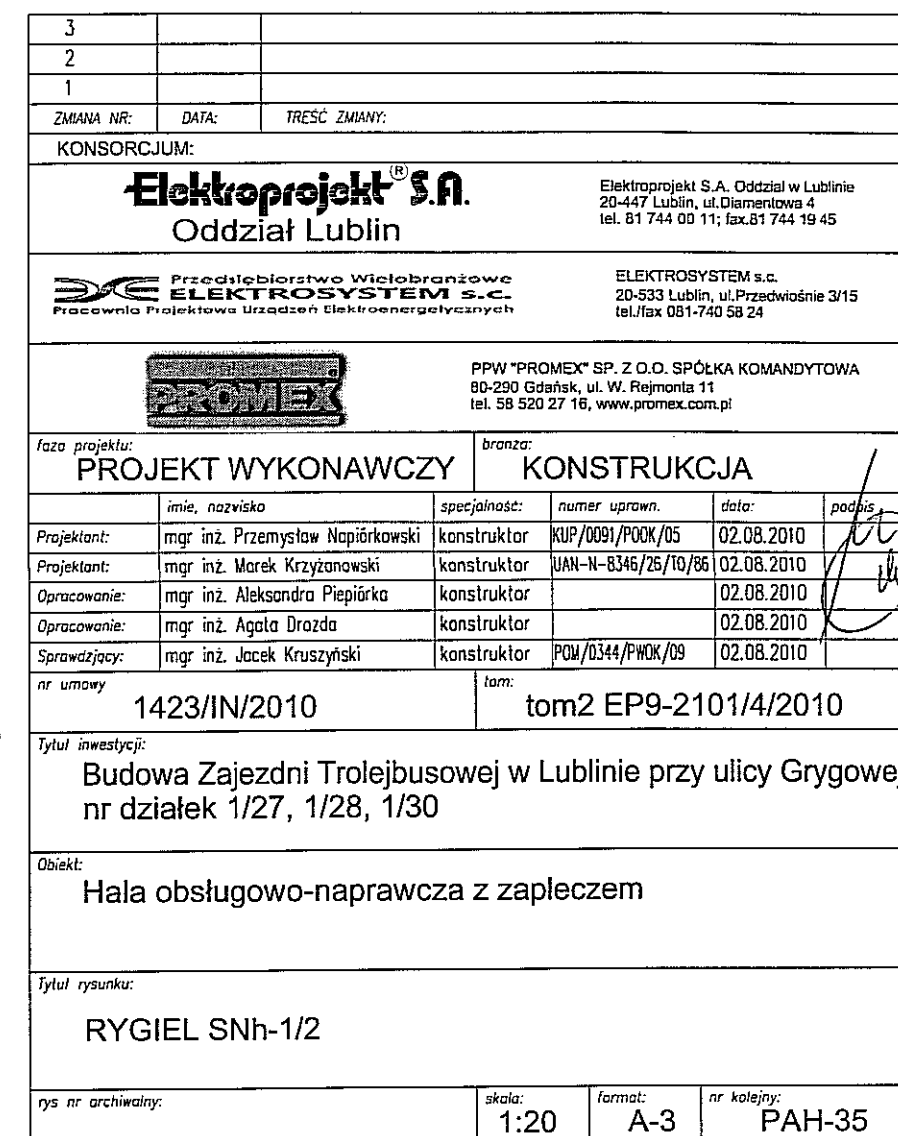 3
2
1
ZMIANA NR: DATA: TREŚĆ ZMIANY:
KONSORCJUM:
Elektroprojekt® S.A.
Oddział Lublin
Elektroprojekt S.A. Oddział w Lublinie
20-447 Lublin, ul.Diamentowa 4
tel. 81 744 00 11; fax.81 744 19 45
Przedsiębiorstwo Wielobranżowe
ELEKTROSYSTEM s.c.
Pracownia Projektowa Urządzeń Elektroenergetycznych
ELEKTROSYSTEM s.c.
20-533 Lublin, ul.Przedwiośnie 3/15
tel./fax 081-740 58 24
PROMEX
PPW "PROMEX" SP. Z O.O. SPÓŁKA KOMANDYTOWA
80-290 Gdańsk, ul. W. Rejmonta 11
tel. 58 520 27 16, www.promex.com.pl
faza projektu: branża:
PROJEKT WYKONAWCZY KONSTRUKCJA
imie, nazwisko specjalność: numer uprawn. data: podpis
Projektant: mgr inż. Przemysław Napiórkowski konstruktor KUP/0091/POOK/05 02.08.2010
Projektant: mgr inż. Marek Krzyżanowski konstruktor UAN-N-8346/26/TO/86 02.08.2010
Opracowanie: mgr inż. Aleksandra Piepiórka konstruktor 02.08.2010
Opracowanie: mgr inż. Agata Drozda konstruktor 02.08.2010
Sprawdzjący: mgr inż. Jacek Kruszyński konstruktor POM/0344/PWOK/09 02.08.2010
nr umowy tom:
1423/IN/2010 tom2 EP9-2101/4/2010
Tytuł inwestycji:
Budowa Zajezdni Trolejbusowej w Lublinie przy ulicy Grygowej
nr działek 1/27, 1/28, 1/30
Obiekt:
Hala obsługowo-naprawcza z zapleczem
Tytuł rysunku:
RYGIEL SNh-1/2
rys nr archiwalny: skala: format: nr kolejny:
1:20 A-3 PAH-35